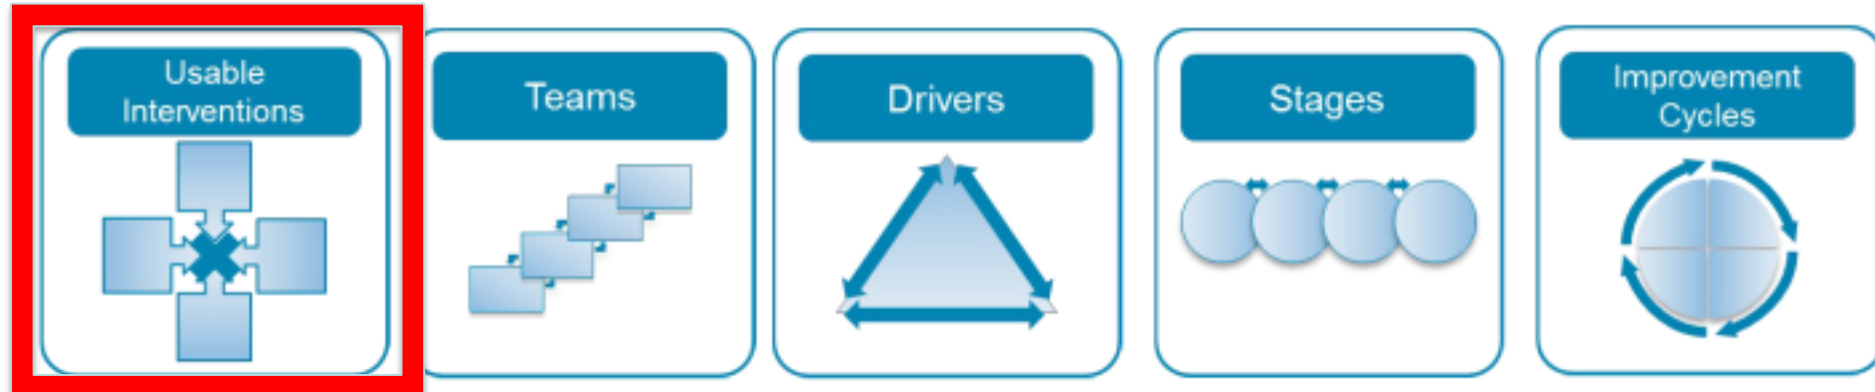 Usable
Interventions
Teams
Drivers
Stages
Improvement
Cycles